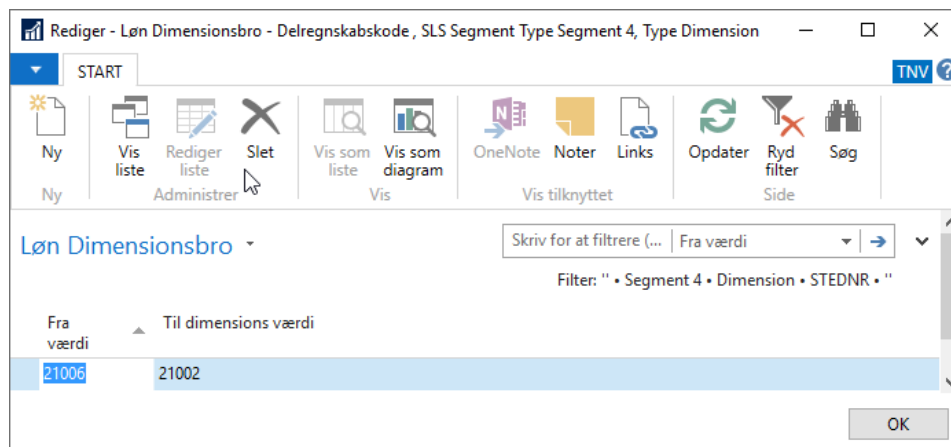 Rediger - Løn Dimensionsbro - Delregnskabskode , SLS Segment Type Segment 4, Type Dimension
START
TNV ?
Ny
Vis liste
Rediger liste
Slet
Vis som liste
Vis som diagram
OneNote
Noter
Links
Opdater
Ryd filter
Søg
Ny
Administrer
Vis
Vis tilknyttet
Side
Løn Dimensionsbro
Skriv for at filtrere (... Fra værdi
Filter: '' • Segment 4 • Dimension • STEDNR • ''
Fra værdi
Til dimensions værdi
21006 21002
OK